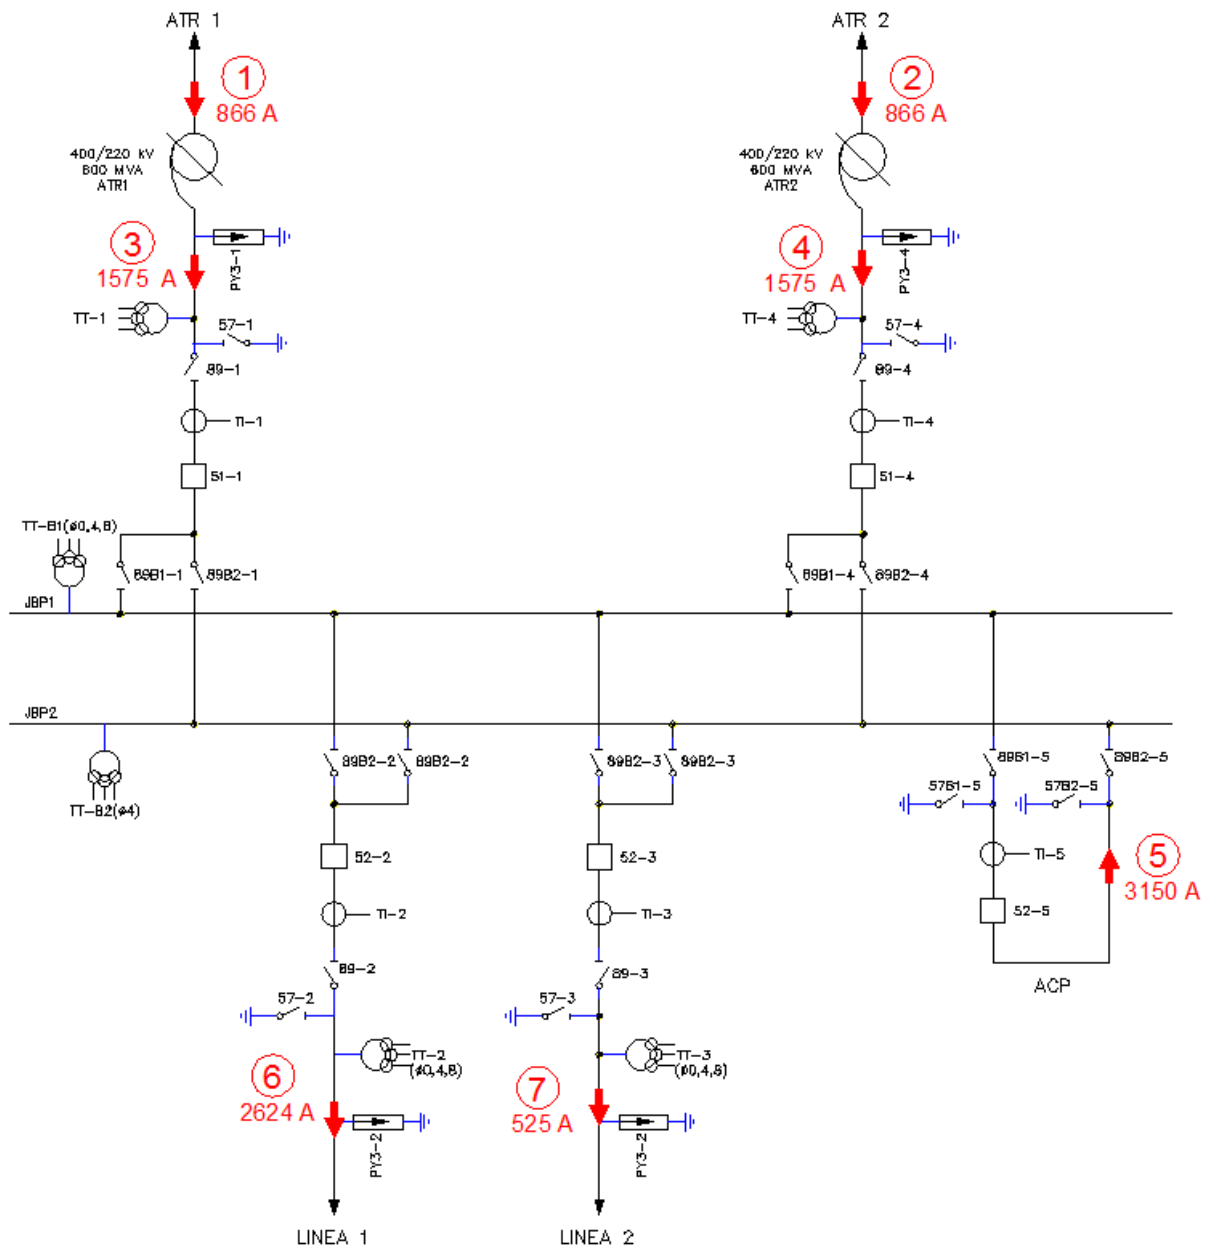 ATR 1
ATR 2
1
866 A
2
866 A
400/220 kV
600 MVA
ATR1
400/220 kV
600 MVA
ATR2
3
1575 A
PY3-1
4
1575 A
PY3-4
TT-1
57-1
89-1
TT-4
57-4
89-4
TI-1
TI-4
51-1
51-4
TT-B1(ø0,4,8)
89B1-1
89B2-1
89B1-4
89B2-4
JBP1
JBP2
TT-B2(ø4)
89B2-2
89B2-2
89B2-3
89B2-3
89B1-5
89B2-5
57B1-5
57B2-5
52-2
52-3
TI-5
5
3150 A
TI-2
TI-3
52-5
89-2
89-3
ACP
57-2
57-3
TT-2
(ø0,4,8)
TT-3
(ø0,4,8)
6
2624 A
PY3-2
7
525 A
PY3-2
LINEA 1
LINEA 2